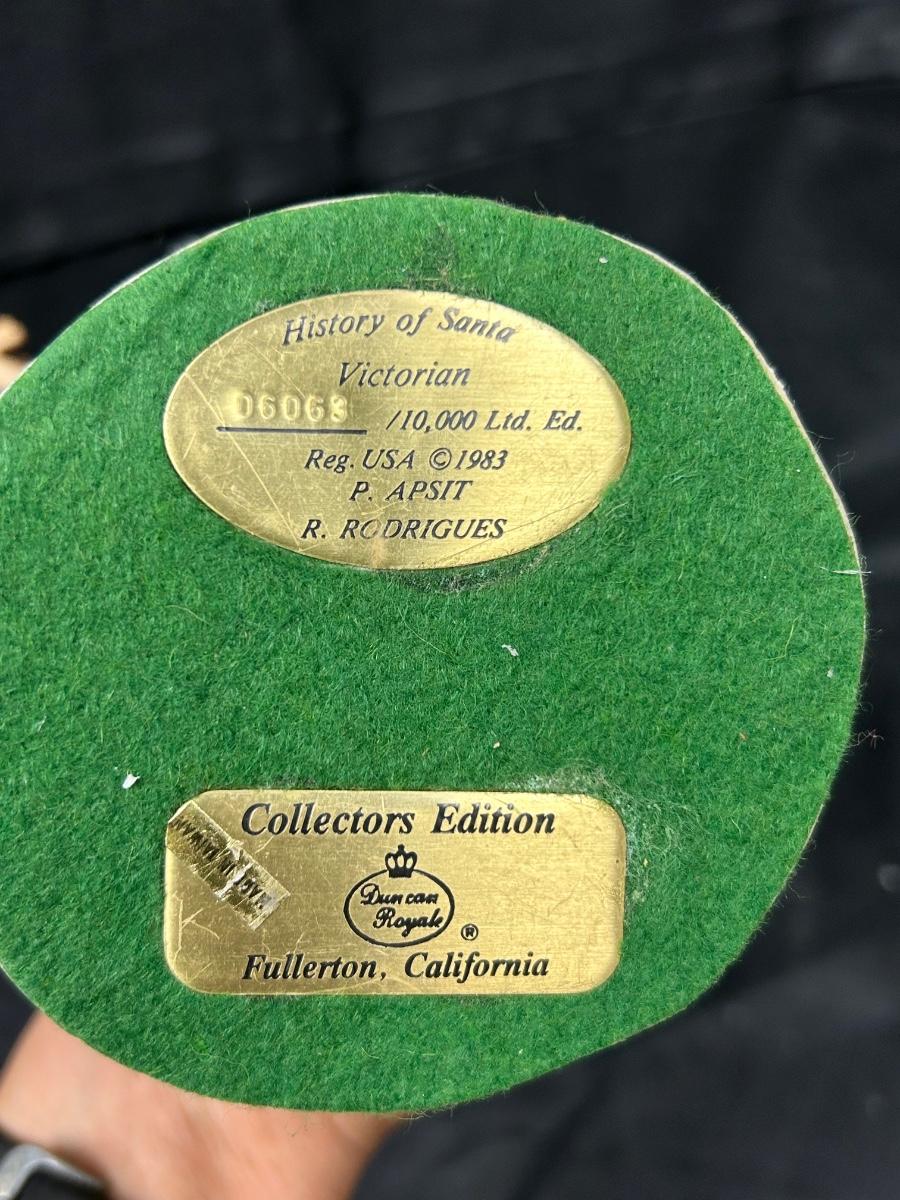 History of Santa
Victorian
06063 /10,000 Ltd. Ed.
Reg. USA © 1983
P. APSIT
R. RODRIGUES
Collectors Edition
Duncan
Royale ®
Fullerton, California